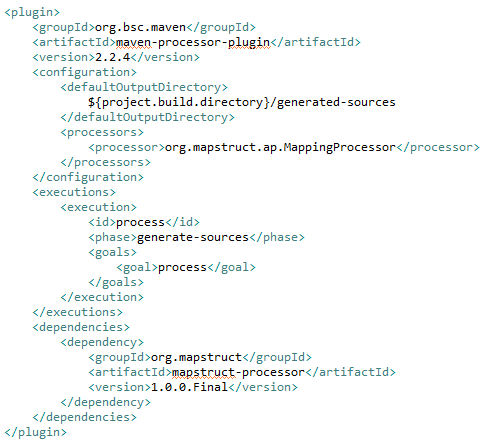 <plugin>
    <groupId>org.bsc.maven</groupId>
    <artifactId>maven-processor-plugin</artifactId>
    <version>2.2.4</version>
    <configuration>
        <defaultOutputDirectory>
            ${project.build.directory}/generated-sources
        </defaultOutputDirectory>
        <processors>
            <processor>org.mapstruct.ap.MappingProcessor</processor>
        </processors>
    </configuration>
    <executions>
        <execution>
            <id>process</id>
            <phase>generate-sources</phase>
            <goals>
                <goal>process</goal>
            </goals>
        </execution>
    </executions>
    <dependencies>
        <dependency>
            <groupId>org.mapstruct</groupId>
            <artifactId>mapstruct-processor</artifactId>
            <version>1.0.0.Final</version>
        </dependency>
    </dependencies>
</plugin>